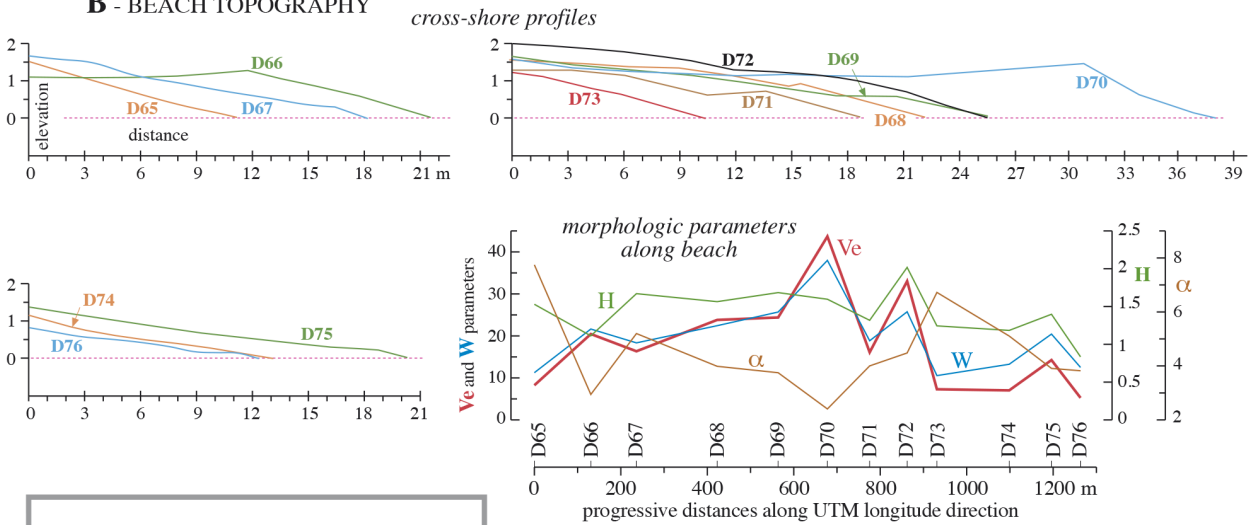 B - BEACH TOPOGRAPHY
cross-shore profiles
2
1
0
elevation
distance
D66
D65
D67
0 3 6 9 12 15 18 21 m
2
1
0
D72
D69
D70
D73
D71
D68
0 3 6 9 12 15 18 21 24 27 30 33 36 39
2
1
0
D74
D75
D76
0 3 6 9 12 15 18 21
morphologic parameters
along beach
Ve and W parameters
40
30
20
10
0
Ve
H
α
W
2.5
2
1.5
1
0.5
0
H
α
8
6
4
2
D65 D66 D67 D68 D69 D70 D71 D72 D73 D74 D75 D76
0 200 400 600 800 1000 1200 m
progressive distances along UTM longitude direction